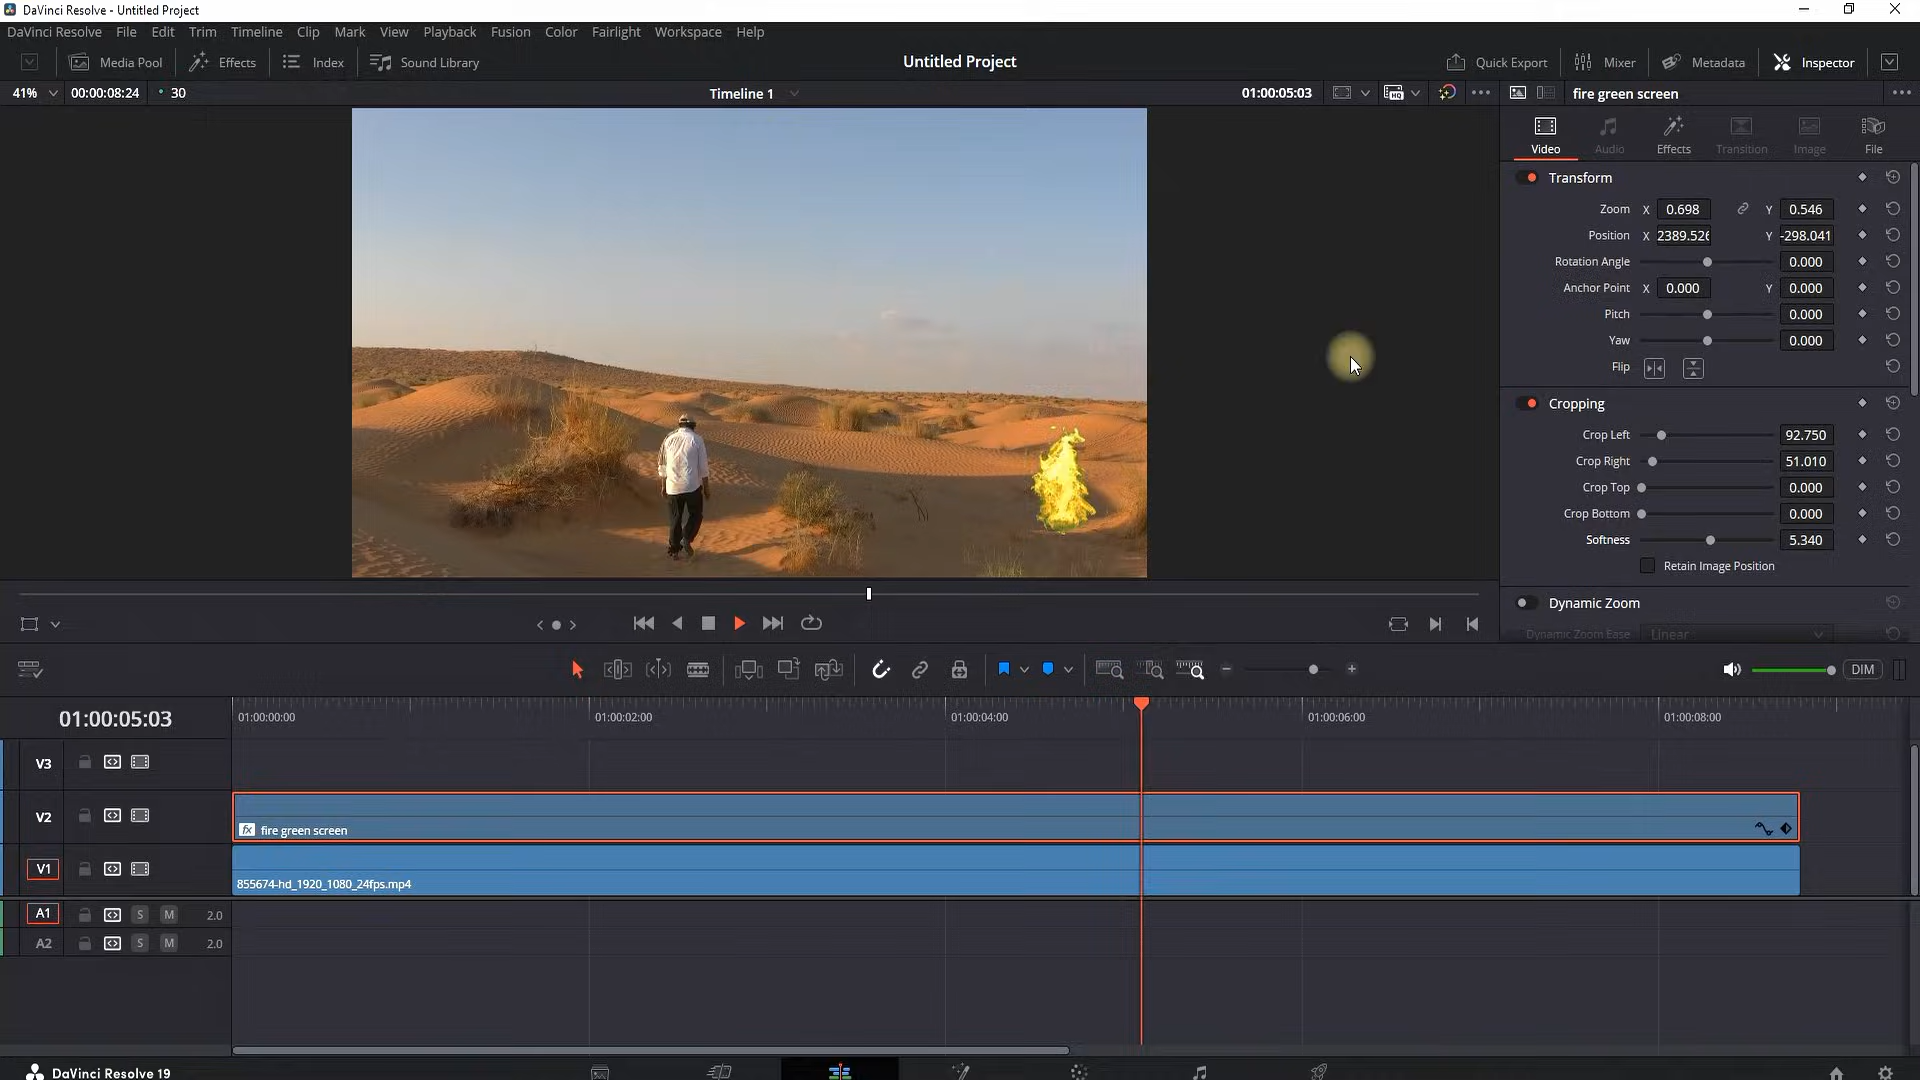 DaVinci Resolve - Untitled Project
DaVinci Resolve File Edit Trim Timeline Clip Mark View Playback Fusion Color Fairlight Workspace Help
Media Pool Effects Index Sound Library Untitled Project Quick Export Mixer Metadata Inspector
41% 00:00:08:24 30 Timeline 1 01:00:05:03 fire green screen
Video Audio Effects Transition Image File
Transform
Zoom X 0.698 Y 0.546
Position X 2389.526 Y -298.041
Rotation Angle 0.000
Anchor Point X 0.000 Y 0.000
Pitch 0.000
Yaw 0.000
Flip
Cropping
Crop Left 92.750
Crop Right 51.010
Crop Top 0.000
Crop Bottom 0.000
Softness 5.340
Retain Image Position
Dynamic Zoom
Dynamic Zoom Ease Linear
DIM
01:00:05:03 01:00:00:00 01:00:02:00 01:00:04:00 01:00:06:00 01:00:08:00
V3
V2 fx fire green screen
V1 855674-hd_1920_1080_24fps.mp4
A1 S M 2.0
A2 S M 2.0
DaVinci Resolve 19